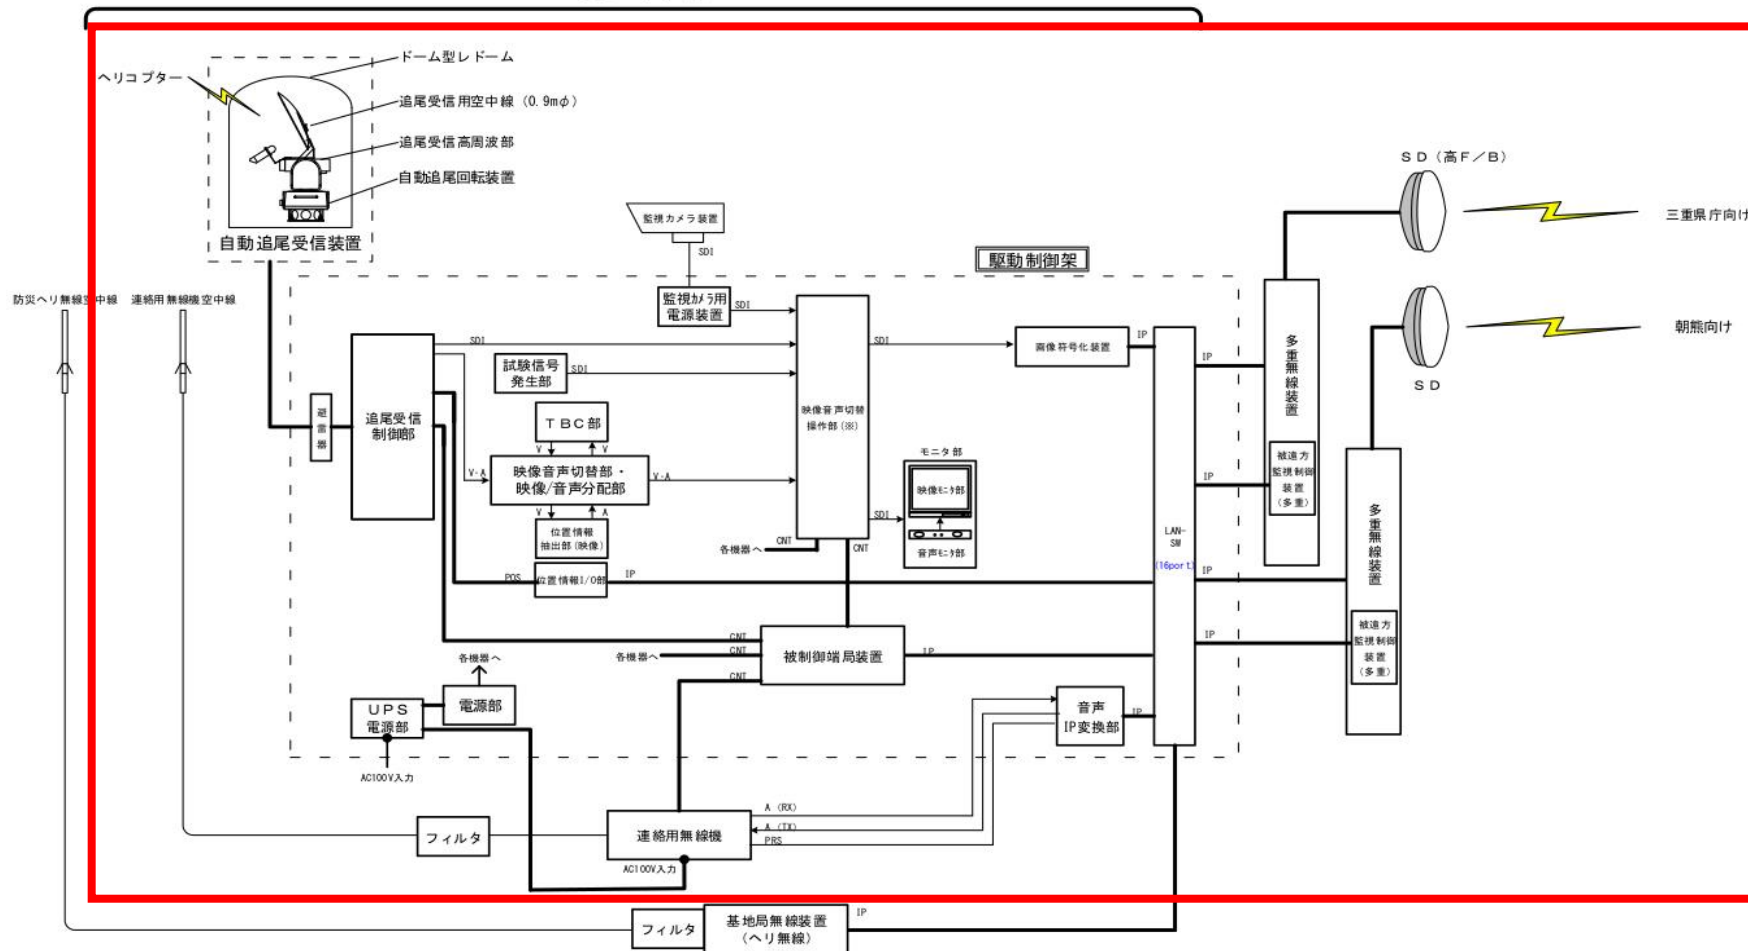 ドーム型レドーム
ヘリコプター
追尾受信用空中線（0.9mφ）
追尾受信高周波部
自動追尾回転装置
自動追尾受信装置
ＳＤ（高Ｆ／Ｂ）
三重県庁向け
監視カメラ装置
SDI
駆動制御架
防災ヘリ無線空中線
連絡用無線機空中線
監視カメラ用
電源装置
SDI
朝熊向け
ＳＤ
SDI
試験信号
発生部
SDI
SDI
画像符号化装置
IP
IP
多重無線装置
避雷器
追尾受信
制御部
ＴＢＣ部
V
V
映像音声切替
操作部(※)
V-A
映像音声切替部・
映像/音声分配部
V-A
モニタ部
映像モニタ部
音声モニタ部
SDI
V
A
位置情報
抽出部(映像)
IP
被遠方
監視制御
装置
(多重)
多重無線装置
LAN-
SW
(16port)
各機器へ
CNT
CNT
POS
位置情報I/O部
IP
IP
CNT
各機器へ
CNT
CNT
被制御端局装置
IP
IP
被遠方
監視制御
装置
(多重)
各機器へ
電源部
ＵＰＳ
電源部
AC100V入力
音声
IP変換部
IP
フィルタ
連絡用無線機
A (RX)
A (TX)
PRS
AC100V入力
フィルタ
基地局無線装置
(ヘリ無線)
IP